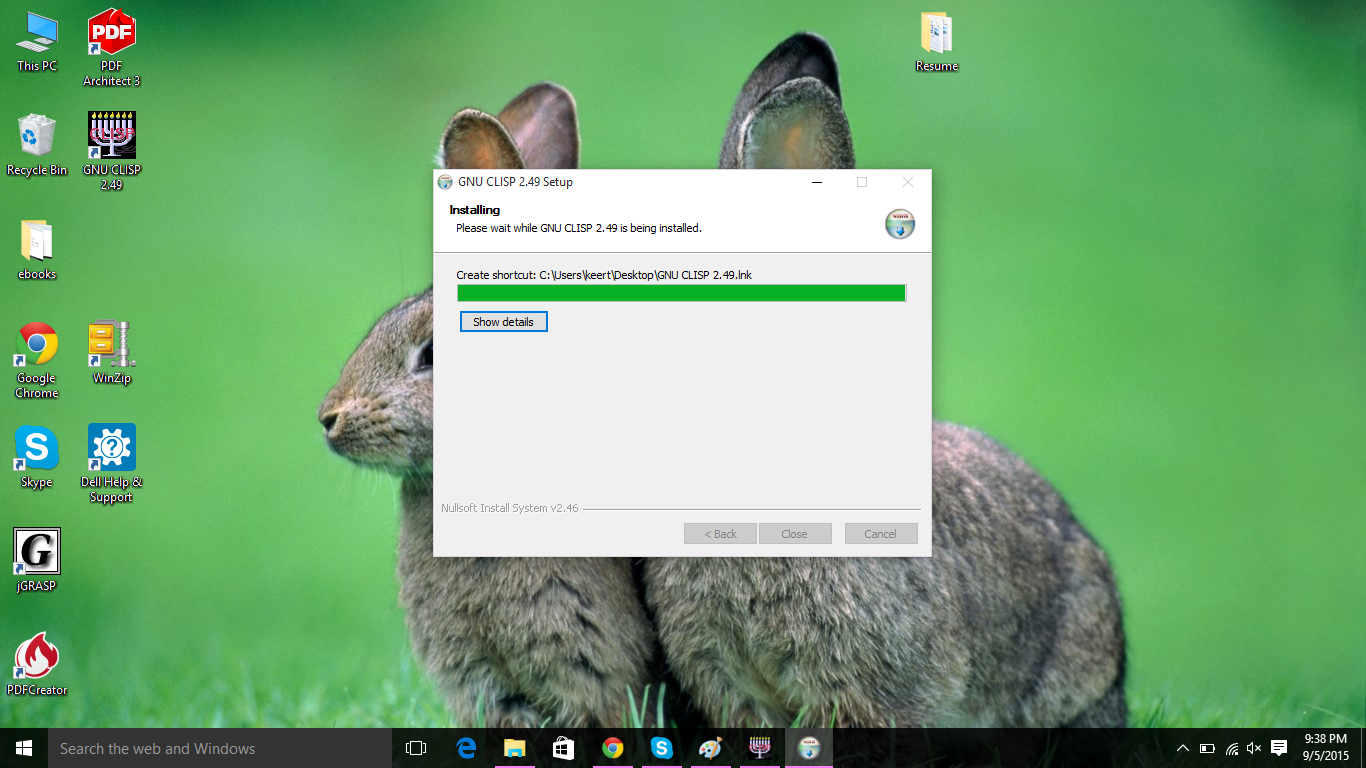 This PC
PDF
Architect 3
Resume
Recycle Bin
CLISP
GNU CLISP
2.49
ebooks
Google
Chrome
WinZip
Skype
Dell Help &
Support
jGRASP
PDFCreator
GNU CLISP 2.49 Setup
Installing
Please wait while GNU CLISP 2.49 is being installed.
Create shortcut: C:\Users\keert\Desktop\GNU CLISP 2.49.lnk
Show details
Nullsoft Install System v2.46
< Back
Close
Cancel
Search the web and Windows
9:38 PM
9/5/2015